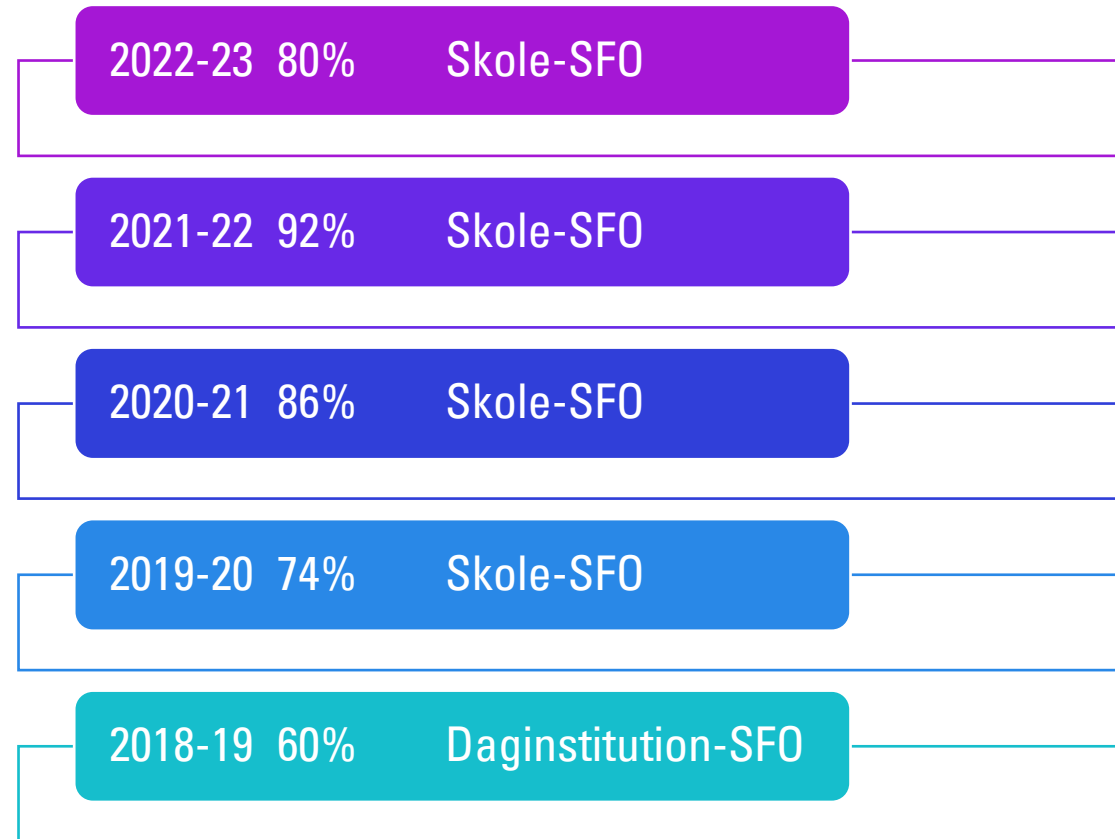 2022-23 80% Skole-SFO
2021-22 92% Skole-SFO
2020-21 86% Skole-SFO
2019-20 74% Skole-SFO
2018-19 60% Daginstitution-SFO